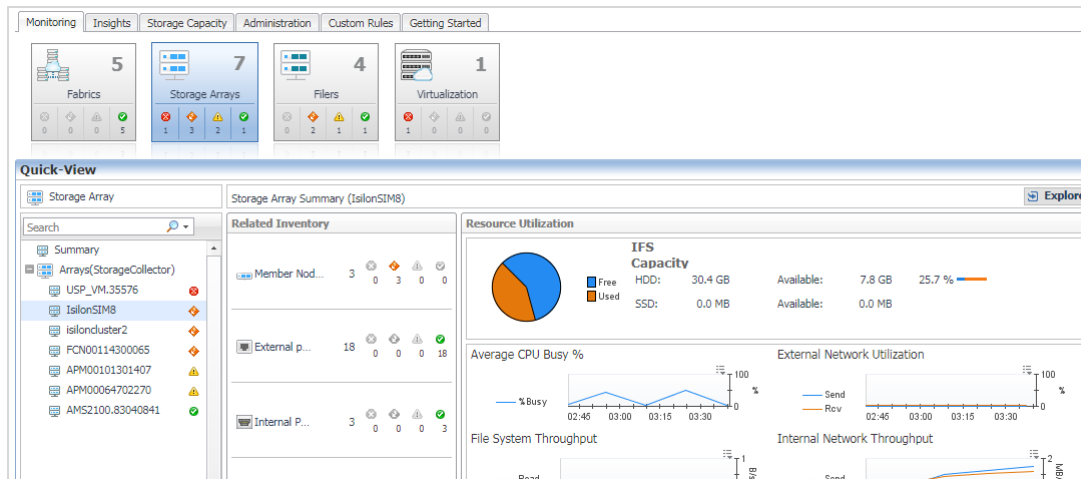 Monitoring Insights Storage Capacity Administration Custom Rules Getting Started
5 7 4 1
Fabrics Storage Arrays Filers Virtualization
0 0 0 5 1 3 2 1 0 2 1 1 1 0 0 0
Quick-View
Storage Array
Storage Array Summary (IsilonSIM8)
Explore
Search
Summary
Arrays(StorageCollector)
USP_VM.35576
IsilonSIM8
isiloncluster2
FCN00114300065
APM00101301407
APM00064702270
AMS2100.83040841
Related Inventory
Member Nod... 3 0 3 0 0
External p... 18 0 0 0 18
Internal P... 3 0 0 0 3
Resource Utilization
Free
Used
IFS
Capacity
HDD: 30.4 GB Available: 7.8 GB 25.7 %
SSD: 0.0 MB Available: 0.0 MB
Average CPU Busy %
%Busy
100
%
0
02:45 03:00 03:15 03:30
External Network Utilization
Send
Rcv
100
%
0
02:45 03:00 03:15 03:30
File System Throughput
Read
1
B/s
Internal Network Throughput
Send
2
MB/